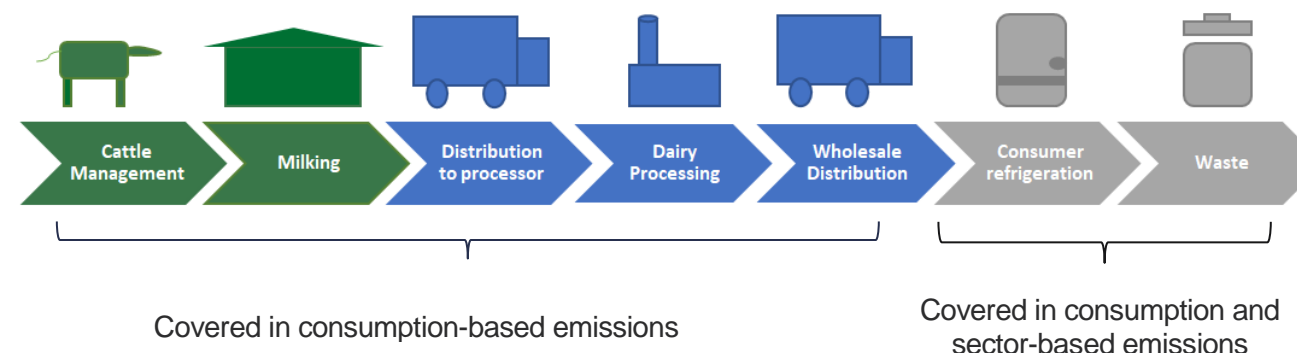 Cattle
Management
Milking
Distribution
to processor
Dairy
Processing
Wholesale
Distribution
Consumer
refrigeration
Waste
Covered in consumption-based emissions
Covered in consumption and
sector-based emissions